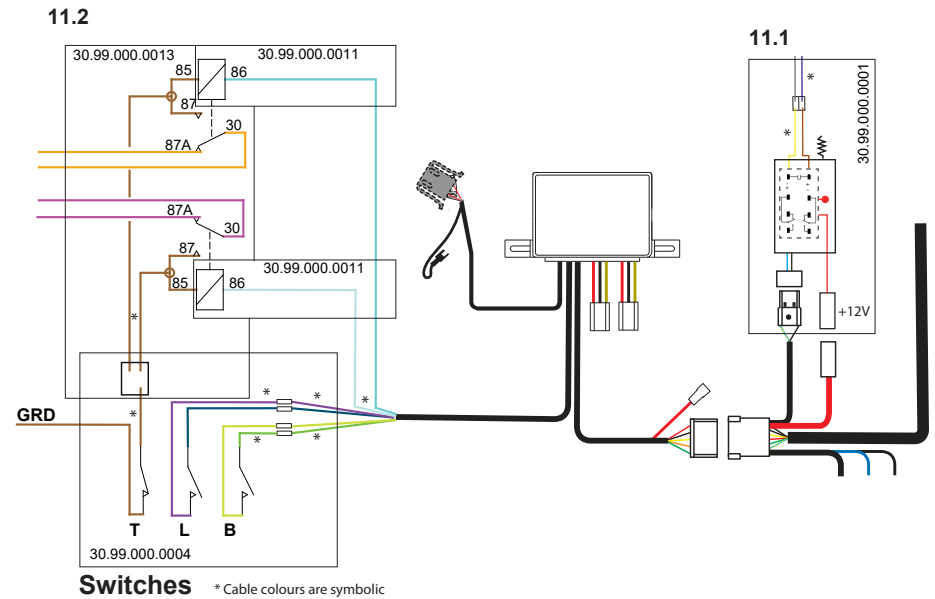 11.2
11.1
30.99.000.0013
30.99.000.0011
85
86
87
30
87A
30.99.000.0001
*
*
87A
30
87
30.99.000.0011
85
86
+12V
*
*
*
*
*
GRD
*
*
T
L
B
30.99.000.0004
Switches
* Cable colours are symbolic